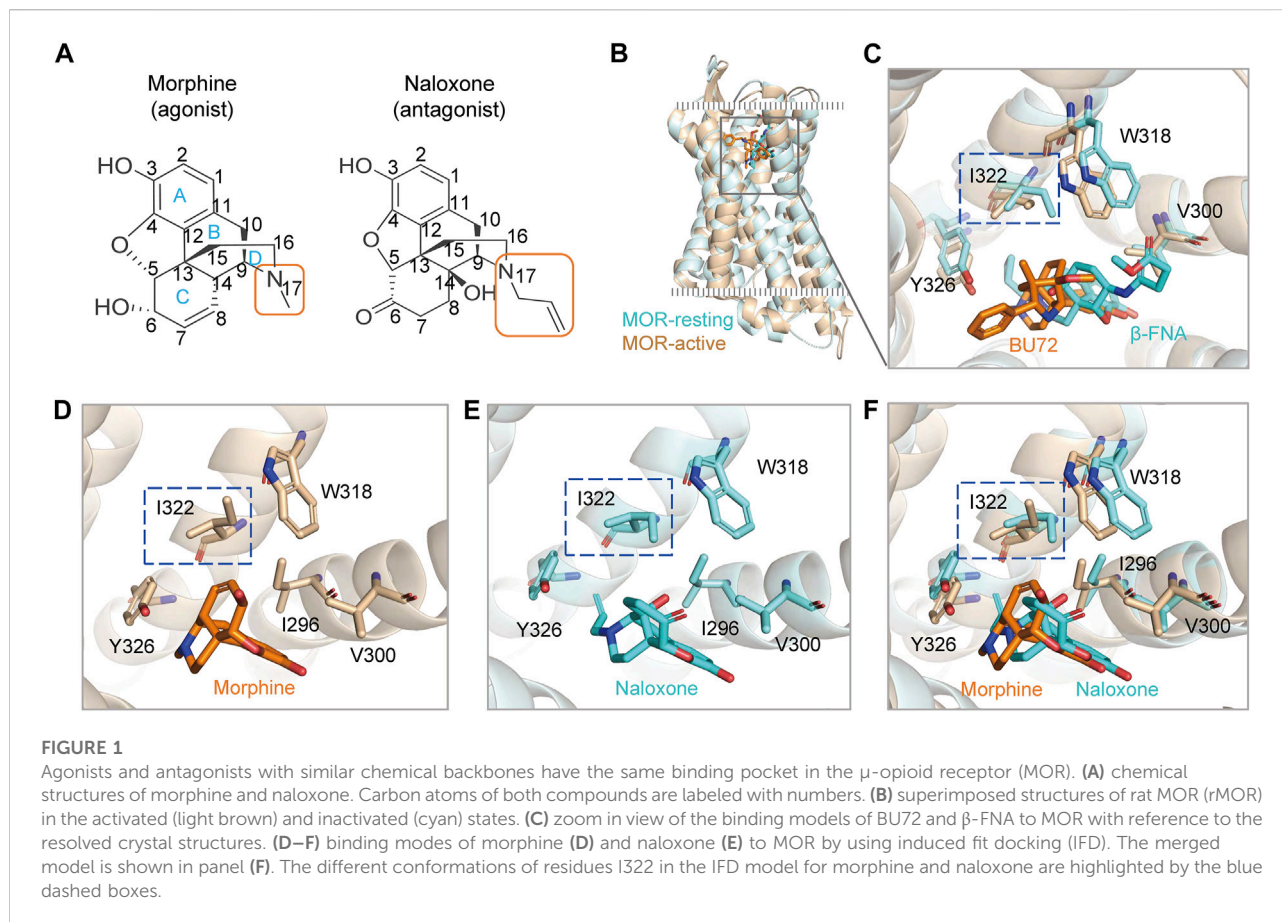 A
Morphine
(agonist)
HO
3
2
1
A
4
11
10
O
12
B
15
16
D
5
13
9
N
17
C
14
HO
6
7
8
Naloxone
(antagonist)
HO
3
2
1
4
11
10
O
12
15
16
5
13
9
N
17
14
OH
O
6
7
8
B
MOR-resting
MOR-active
C
W318
I322
V300
Y326
BU72
β-FNA
D
W318
I322
Y326
I296
V300
Morphine
E
W318
I322
Y326
I296
V300
Naloxone
F
W318
I322
I296
Y326
V300
Morphine
Naloxone
FIGURE 1
Agonists and antagonists with similar chemical backbones have the same binding pocket in the μ-opioid receptor (MOR). (A) chemical
structures of morphine and naloxone. Carbon atoms of both compounds are labeled with numbers. (B) superimposed structures of rat MOR (rMOR)
in the activated (light brown) and inactivated (cyan) states. (C) zoom in view of the binding models of BU72 and β-FNA to MOR with reference to the
resolved crystal structures. (D–F) binding modes of morphine (D) and naloxone (E) to MOR by using induced fit docking (IFD). The merged
model is shown in panel (F). The different conformations of residues I322 in the IFD model for morphine and naloxone are highlighted by the blue
dashed boxes.